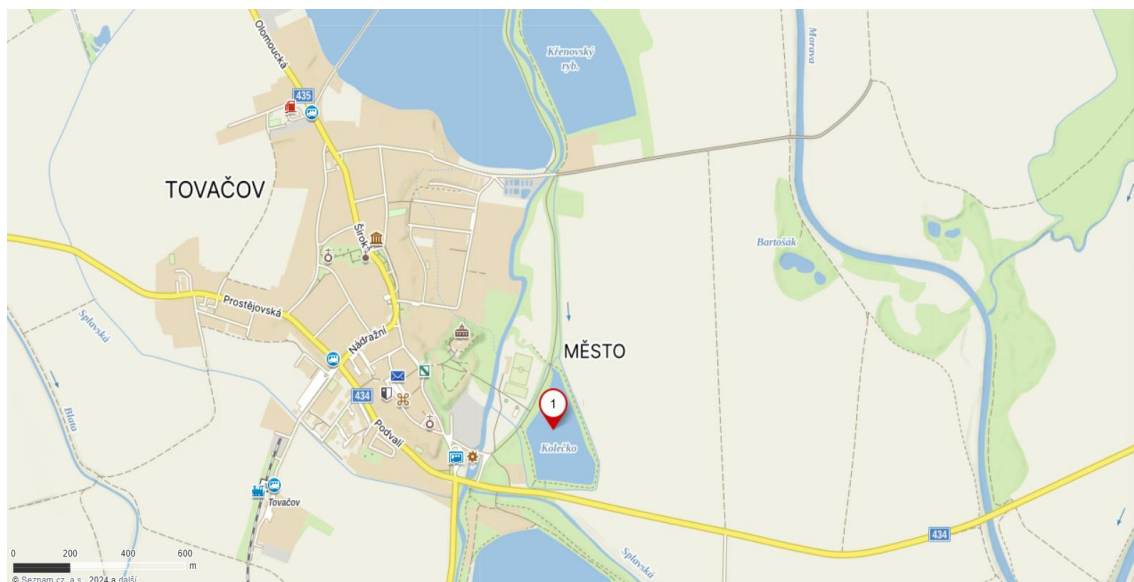 Olomoucká
Křenovský
ryb.
Morava
435
TOVAČOV
Široká
Bartošák
Prostějovská
Splavská
Nádražní
MĚSTO
434
1
Blata
Podvalí
Kolečko
Tovačov
434
Splavská
0 200 400 600
m
© Seznam.cz, a.s., 2024 a další